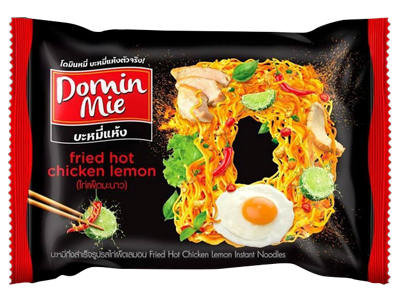 โดมินหมี่ บะหมี่แห้งตัวจริง!
Domin
Mie
บะหมี่แห้ง
fried hot
chicken lemon
(ไก่เผ็ดมะนาว)
บะหมี่กึ่งสำเร็จรูปรสไก่เผ็ดเลมอน Fried Hot Chicken Lemon Instant Noodles